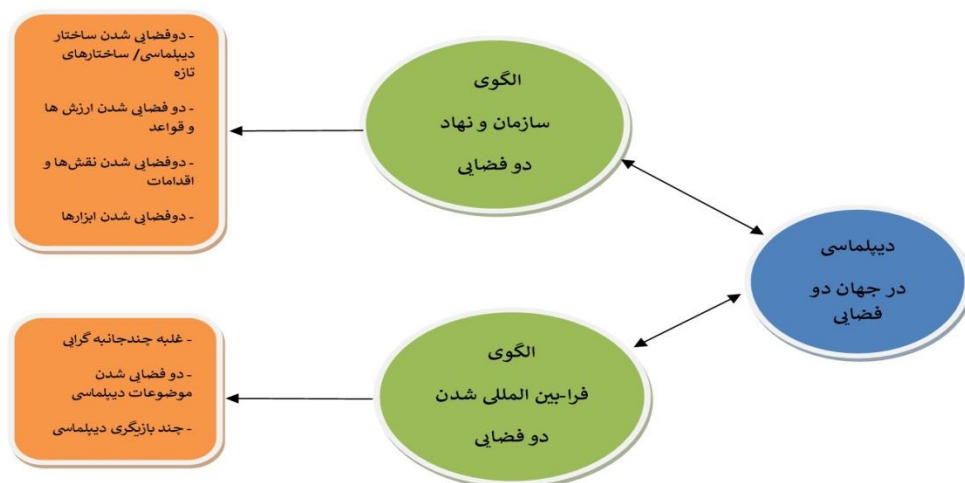 دیپلماسی
در جهان دو
فضایی
الگوی
سازمان و نهاد
دو فضایی
- دوفضایی شدن ساختار
دیپلماسی/ ساختارهای
تازه
- دو فضایی شدن ارزش ها
و قواعد
- دوفضایی شدن نقش‌ها و
اقدامات
- دوفضایی شدن ابزارها
الگوی
فرا-بین المللی شدن
دو فضایی
- غلبه چندجانبه گرایی
- دو فضایی شدن
موضوعات دیپلماسی
- چند بازیگری دیپلماسی